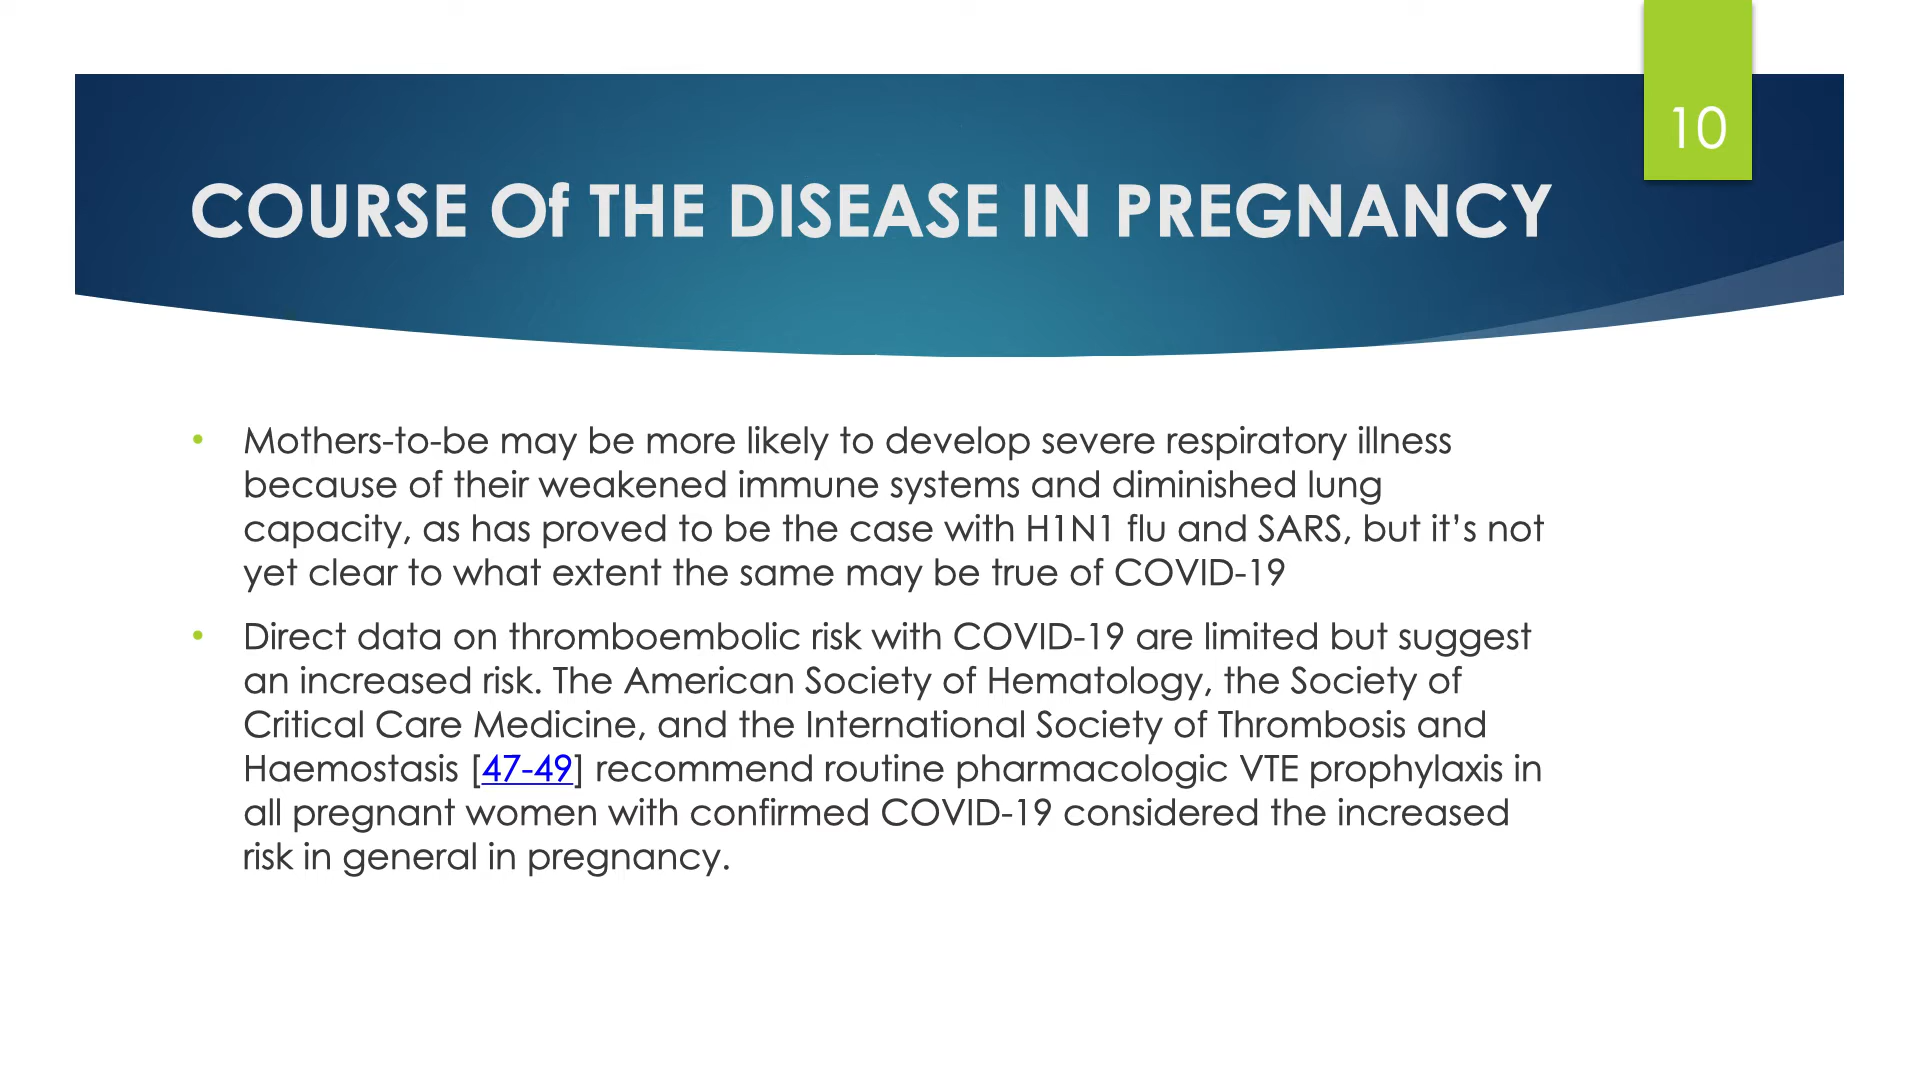 10
COURSE Of THE DISEASE IN PREGNANCY
• Mothers-to-be may be more likely to develop severe respiratory illness
because of their weakened immune systems and diminished lung
capacity, as has proved to be the case with H1N1 flu and SARS, but it’s not
yet clear to what extent the same may be true of COVID-19
• Direct data on thromboembolic risk with COVID-19 are limited but suggest
an increased risk. The American Society of Hematology, the Society of
Critical Care Medicine, and the International Society of Thrombosis and
Haemostasis [47-49] recommend routine pharmacologic VTE prophylaxis in
all pregnant women with confirmed COVID-19 considered the increased
risk in general in pregnancy.